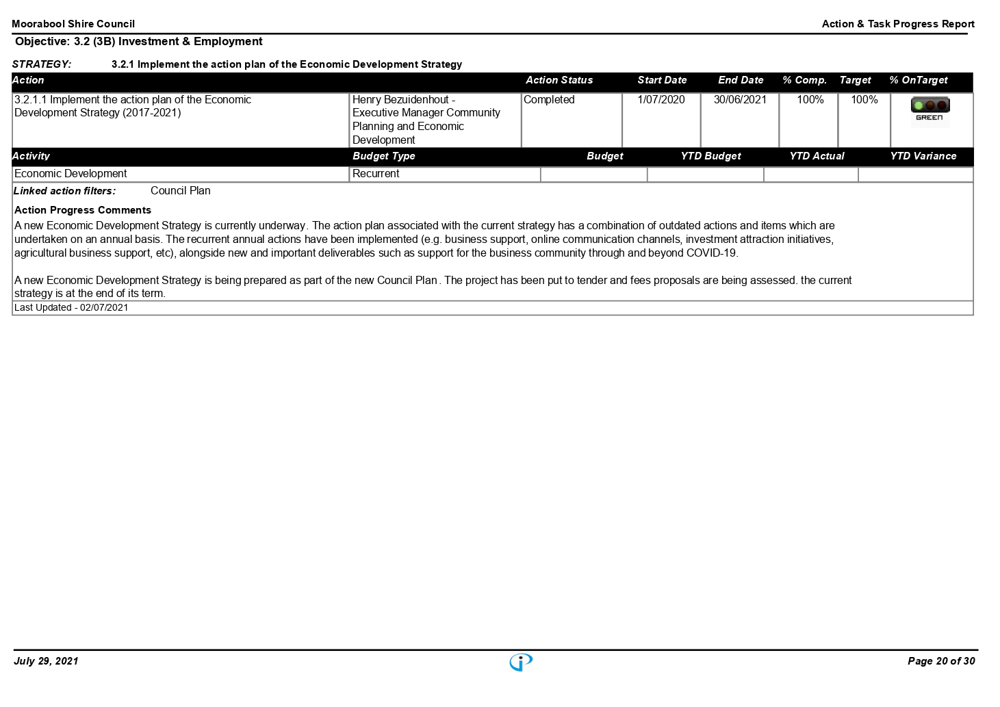 Moorabool Shire Council Action & Task Progress Report
Objective: 3.2 (3B) Investment & Employment
STRATEGY: 3.2.1 Implement the action plan of the Economic Development Strategy
Action Action Status Start Date End Date % Comp. Target % OnTarget
3.2.1.1 Implement the action plan of the Economic Henry Bezuidenhout - Completed 1/07/2020 30/06/2021 100% 100%
Development Strategy (2017-2021) Executive Manager Community GREEN
Planning and Economic
Development
Activity Budget Type Budget YTD Budget YTD Actual YTD Variance
Economic Development Recurrent
Linked action filters: Council Plan
Action Progress Comments
A new Economic Development Strategy is currently underway. The action plan associated with the current strategy has a combination of outdated actions and items which are
undertaken on an annual basis. The recurrent annual actions have been implemented (e.g. business support, online communication channels, investment attraction initiatives,
agricultural business support, etc), alongside new and important deliverables such as support for the business community through and beyond COVID-19.
A new Economic Development Strategy is being prepared as part of the new Council Plan. The project has been put to tender and fees proposals are being assessed. the current
strategy is at the end of its term.
Last Updated - 02/07/2021
July 29, 2021 Page 20 of 30